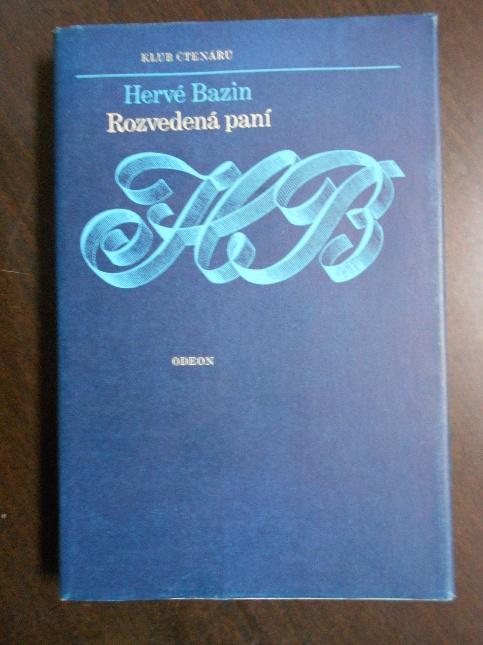 KLUB ČTENÁŘŮ
Hervé Bazin
Rozvedená paní
HB
ODEON